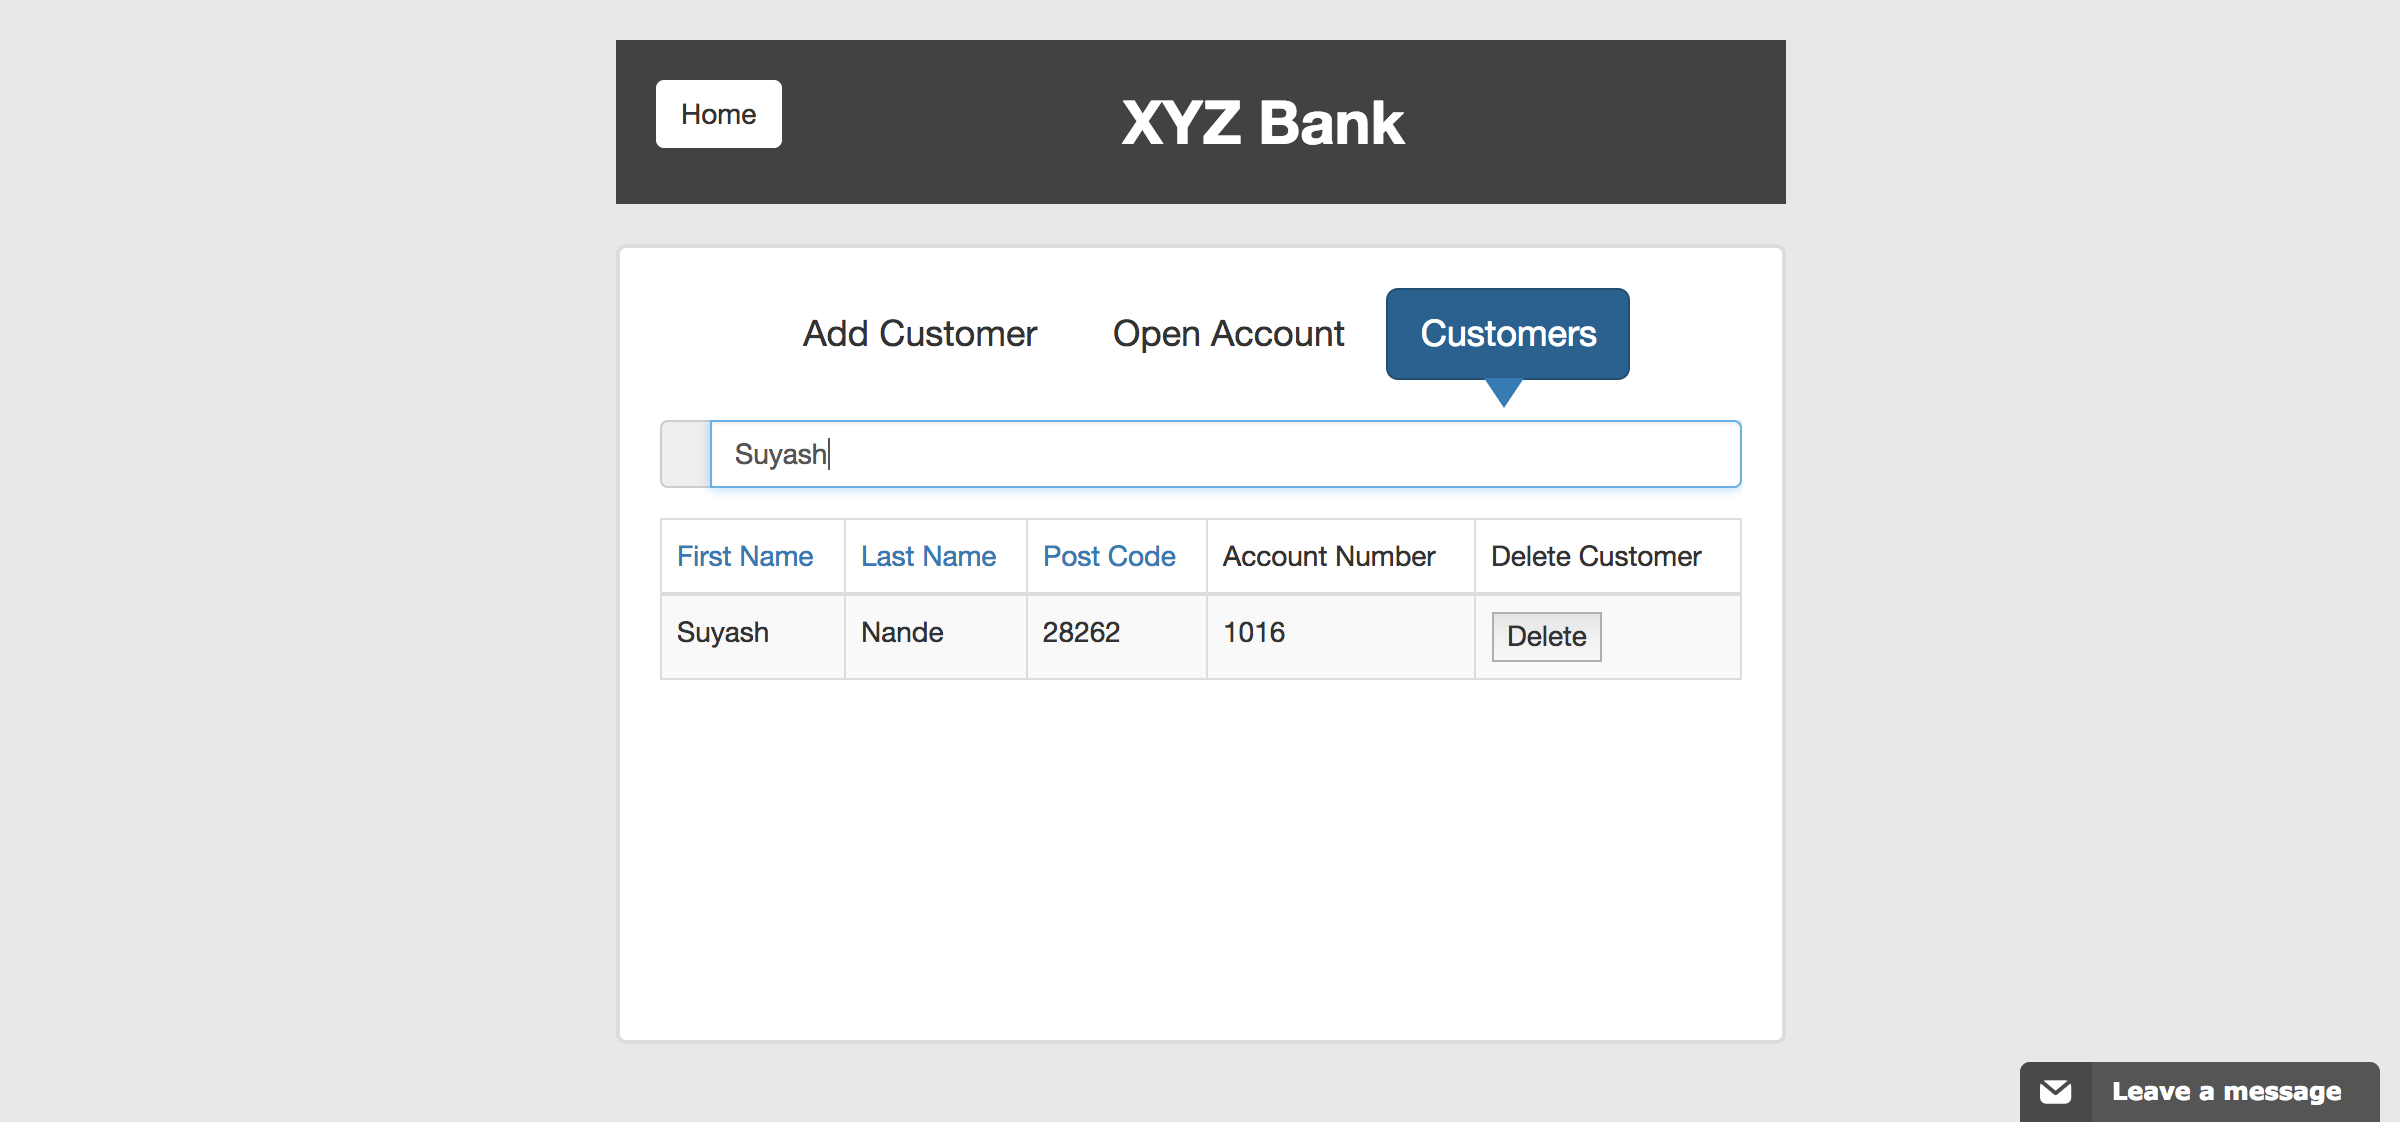 Home
XYZ Bank
Add Customer Open Account Customers
Suyash
First Name Last Name Post Code Account Number Delete Customer
Suyash Nande 28262 1016 Delete
Leave a message